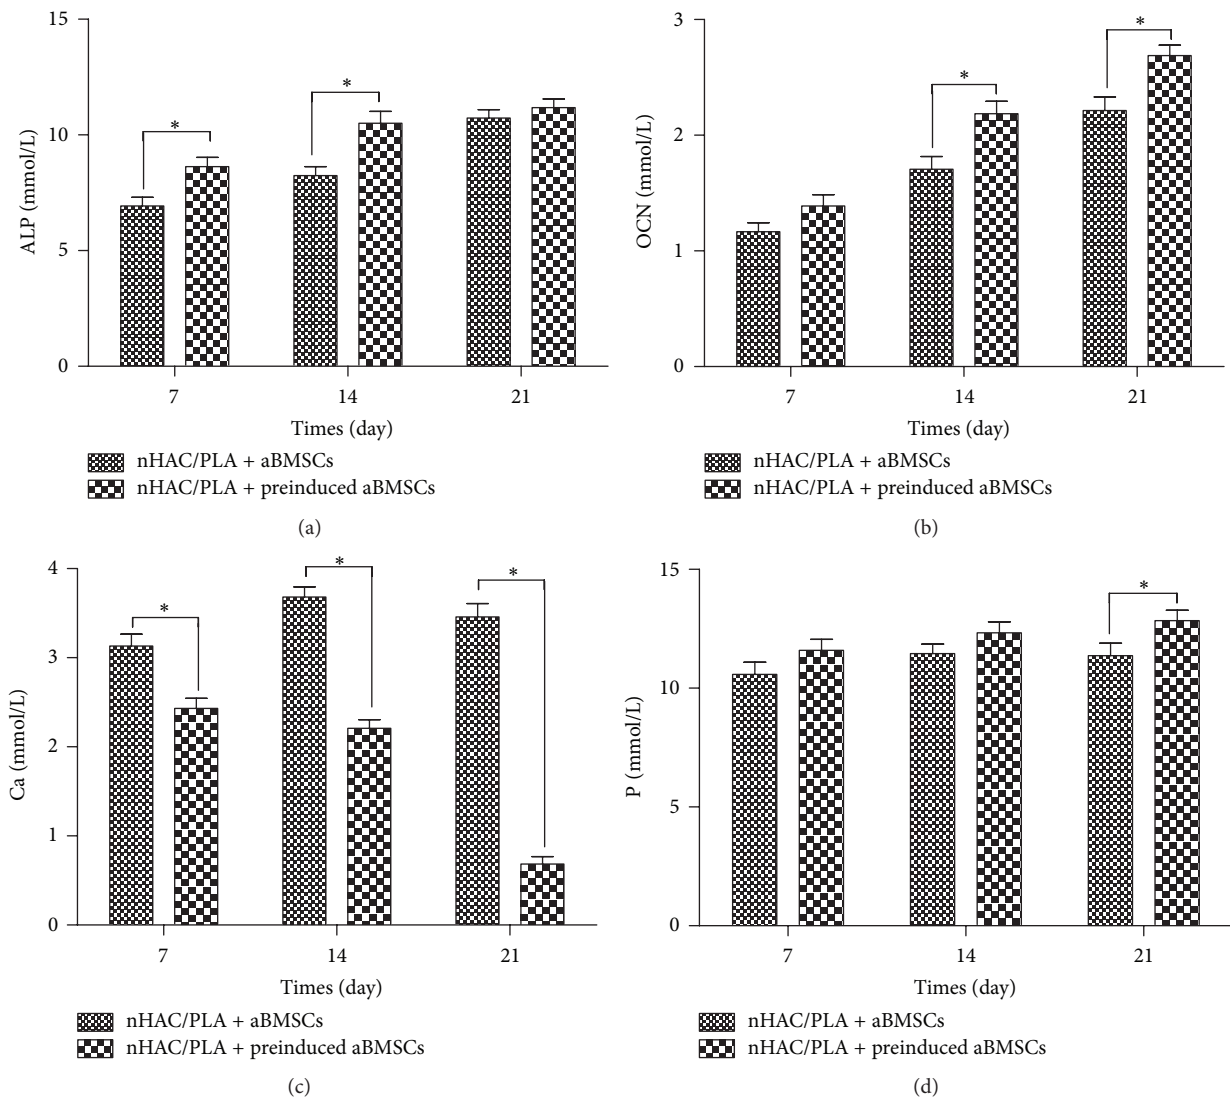 15
10
5
0
ALP (mmol/L)
*
*
7
14
21
Times (day)
nHAC/PLA + aBMSCs
nHAC/PLA + preinduced aBMSCs
(a)
3
2
1
0
OCN (mmol/L)
*
*
7
14
21
Times (day)
nHAC/PLA + aBMSCs
nHAC/PLA + preinduced aBMSCs
(b)
4
3
2
1
0
Ca (mmol/L)
*
*
*
7
14
21
Times (day)
nHAC/PLA + aBMSCs
nHAC/PLA + preinduced aBMSCs
(c)
15
10
5
0
P (mmol/L)
*
7
14
21
Times (day)
nHAC/PLA + aBMSCs
nHAC/PLA + preinduced aBMSCs
(d)